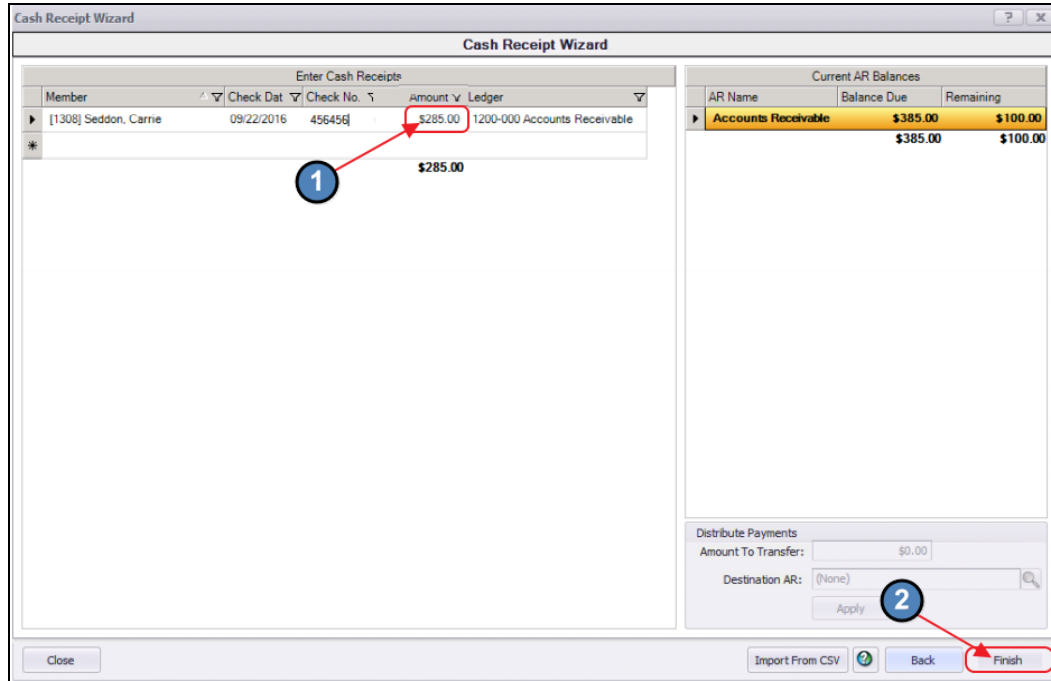 Cash Receipt Wizard ? X
Cash Receipt Wizard
Enter Cash Receipts
Member Check Dat Check No. Amount Ledger
[1308] Seddon, Carrie 09/22/2016 456456 $285.00 1200-000 Accounts Receivable
$285.00
1
Current AR Balances
AR Name Balance Due Remaining
Accounts Receivable $385.00 $100.00
$385.00 $100.00
Distribute Payments
Amount To Transfer: $0.00
Destination AR: (None)
Apply
2
Close Import From CSV ? Back Finish